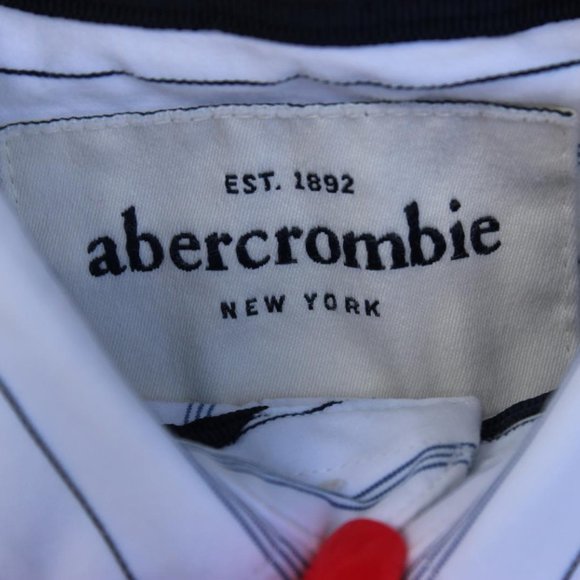 EST. 1892
abercrombie
NEW YORK